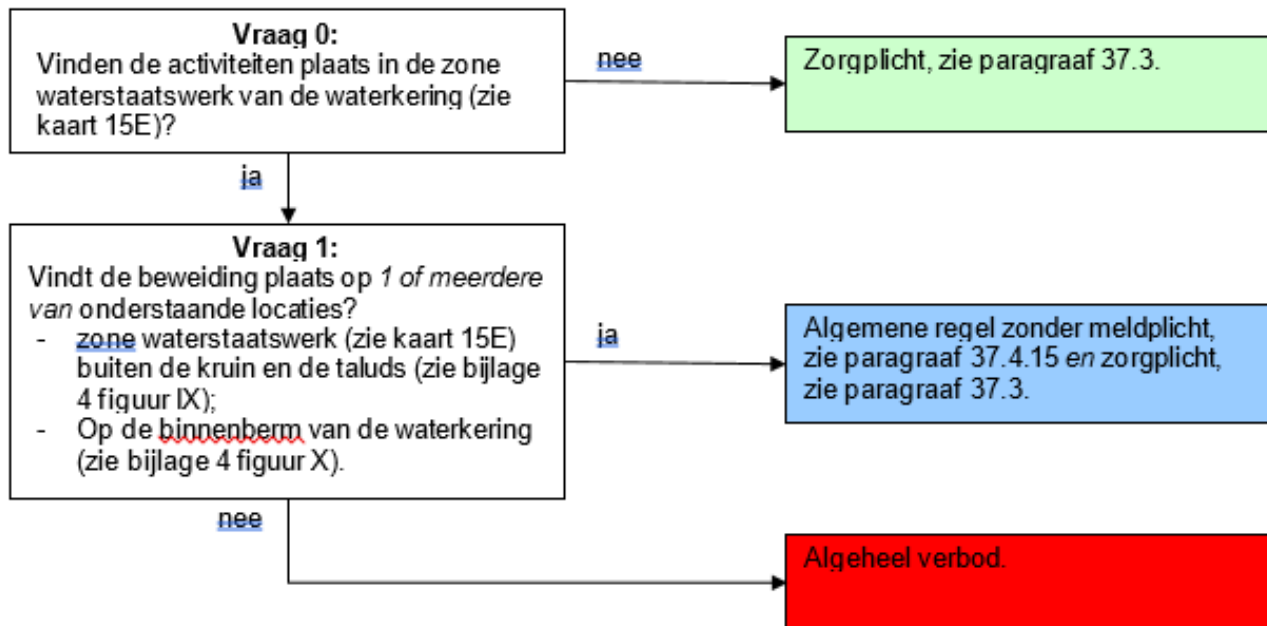 Vraag 0:
Vinden de activiteiten plaats in de zone
waterstaatswerk van de waterkering (zie
kaart 15E)?
nee
Zorgplicht, zie paragraaf 37.3.
ja
Vraag 1:
Vindt de beweiding plaats op 1 of meerdere
van onderstaande locaties?
- zone waterstaatswerk (zie kaart 15E)
buiten de kruin en de taluds (zie bijlage
4 figuur IX);
- Op de binnenberm van de waterkering
(zie bijlage 4 figuur X).
ja
Algemene regel zonder meldplicht,
zie paragraaf 37.4.15 en zorgplicht,
zie paragraaf 37.3.
nee
Algeheel verbod.